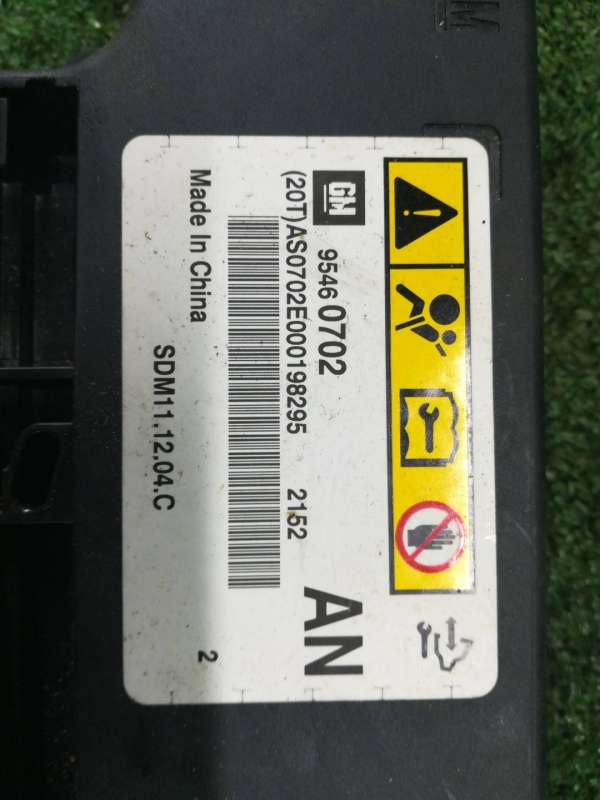 GM
9546 0702
AN
(20T)AS0702E000198295 2152
Made In China
SDM11.12.04.C
2